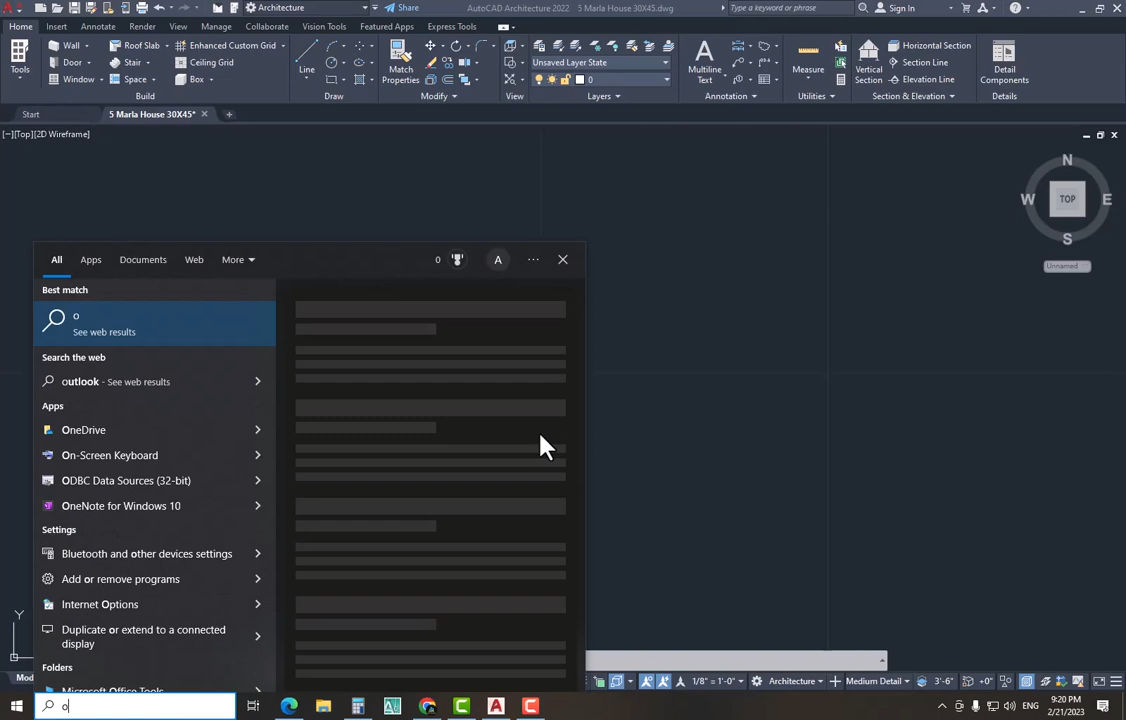 Architecture
Share
AutoCAD Architecture 2022 5 Marla House 30X45.dwg
Type a keyword or phrase
Sign In
Home Insert Annotate Render View Manage Collaborate Vision Tools Featured Apps Express Tools
Tools
Wall
Door
Window
Roof Slab
Stair
Space
Enhanced Custom Grid
Ceiling Grid
Box
Build
Line
Draw
Match
Properties
Modify
View
Unsaved Layer State
0
Layers
Multiline
Text
Annotation
Measure
Utilities
Vertical
Section
Horizontal Section
Section Line
Elevation Line
Section & Elevation
Detail
Components
Details
Start
5 Marla House 30X45*
[−][Top][2D Wireframe]
N
W
TOP
E
S
Unnamed
All Apps Documents Web More
0
A
Best match
o
See web results
Search the web
outlook - See web results
Apps
OneDrive
On-Screen Keyboard
ODBC Data Sources (32-bit)
OneNote for Windows 10
Settings
Bluetooth and other devices settings
Add or remove programs
Internet Options
Duplicate or extend to a connected
display
Folders
Microsoft Office Tools
Y
Mod
1/8" = 1'-0"
Architecture
Medium Detail
3'-6"
+0"
o
ENG
9:20 PM
2/21/2023